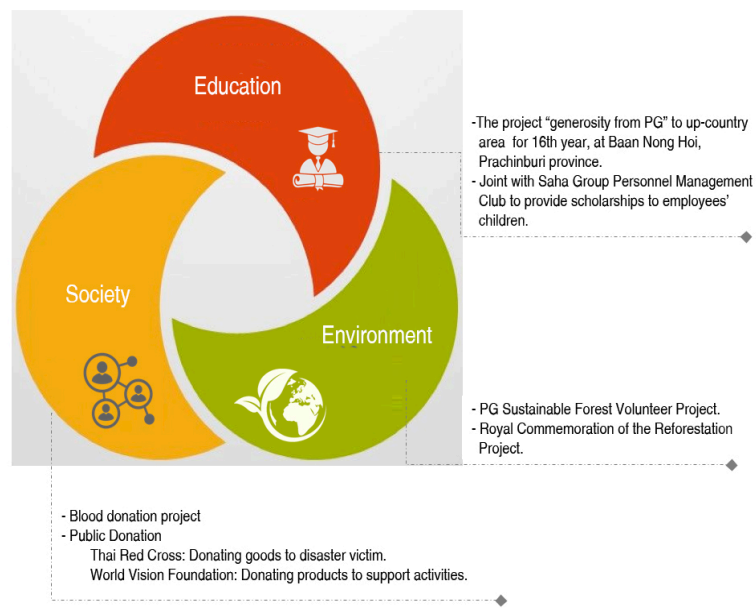 Education
-The project “generosity from PG” to up-country
area for 16th year, at Baan Nong Hoi,
Prachinburi province.
- Joint with Saha Group Personnel Management
Club to provide scholarships to employees’
children.
Society
Environment
- PG Sustainable Forest Volunteer Project.
- Royal Commemoration of the Reforestation
Project.
- Blood donation project
- Public Donation
Thai Red Cross: Donating goods to disaster victim.
World Vision Foundation: Donating products to support activities.